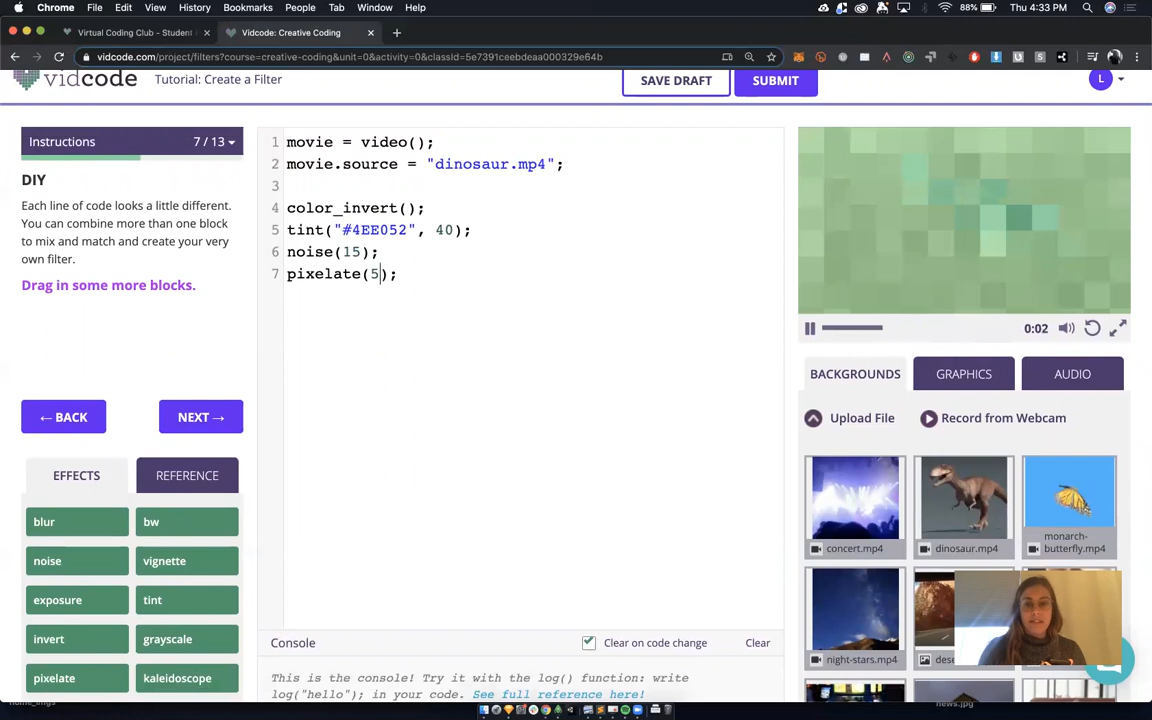 Chrome File Edit View History Bookmarks People Tab Window Help 88% Thu 4:33 PM
Virtual Coding Club - Student
Vidcode: Creative Coding
vidcode.com/project/filters?course=creative-coding&unit=0&activity=0&classId=5e7391ceebdeaa000329e64b
vidcode Tutorial: Create a Filter SAVE DRAFT SUBMIT L
Instructions 7 / 13
DIY
Each line of code looks a little different.
You can combine more than one block
to mix and match and create your very
own filter.
Drag in some more blocks.
← BACK NEXT →
EFFECTS REFERENCE
blur bw
noise vignette
exposure tint
invert grayscale
pixelate kaleidoscope
1 movie = video();
2 movie.source = "dinosaur.mp4";
3
4 color_invert();
5 tint("#4EE052", 40);
6 noise(15);
7 pixelate(5);
Console Clear on code change Clear
This is the console! Try it with the log() function: write
log("hello"); in your code. See full reference here!
0:02
BACKGROUNDS GRAPHICS AUDIO
Upload File Record from Webcam
concert.mp4 dinosaur.mp4 monarch-
butterfly.mp4
night-stars.mp4 dese
news.jpg
home_imgs